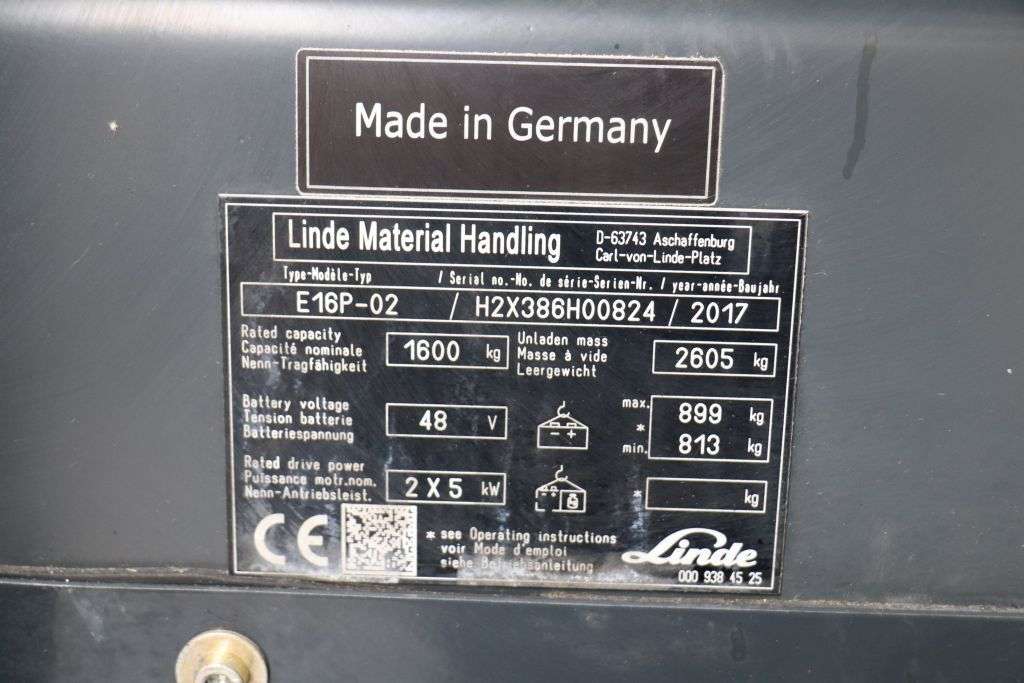 Made in Germany
Linde Material Handling
D-63743 Aschaffenburg
Carl-von-Linde-Platz
Type-Modèle-Typ / Serial no.-No. de série-Serien-Nr. / year-année-Baujahr
E16P-02 / H2X386H00824 / 2017
Rated capacity
Capacité nominale
Nenn-Tragfähigkeit
1600 kg
Unladen mass
Masse à vide
Leergewicht
2605 kg
Battery voltage
Tension batterie
Batteriespannung
48 V
- +
max. 899 kg
*
min. 813 kg
Rated drive power
Puissance motr.nom.
Nenn-Antriebsleist.
2 X 5 kW
- +
* kg
CE
* see Operating instructions
voir Mode d'emploi
siehe Betriebsanleitung
Linde
000 938 45 25